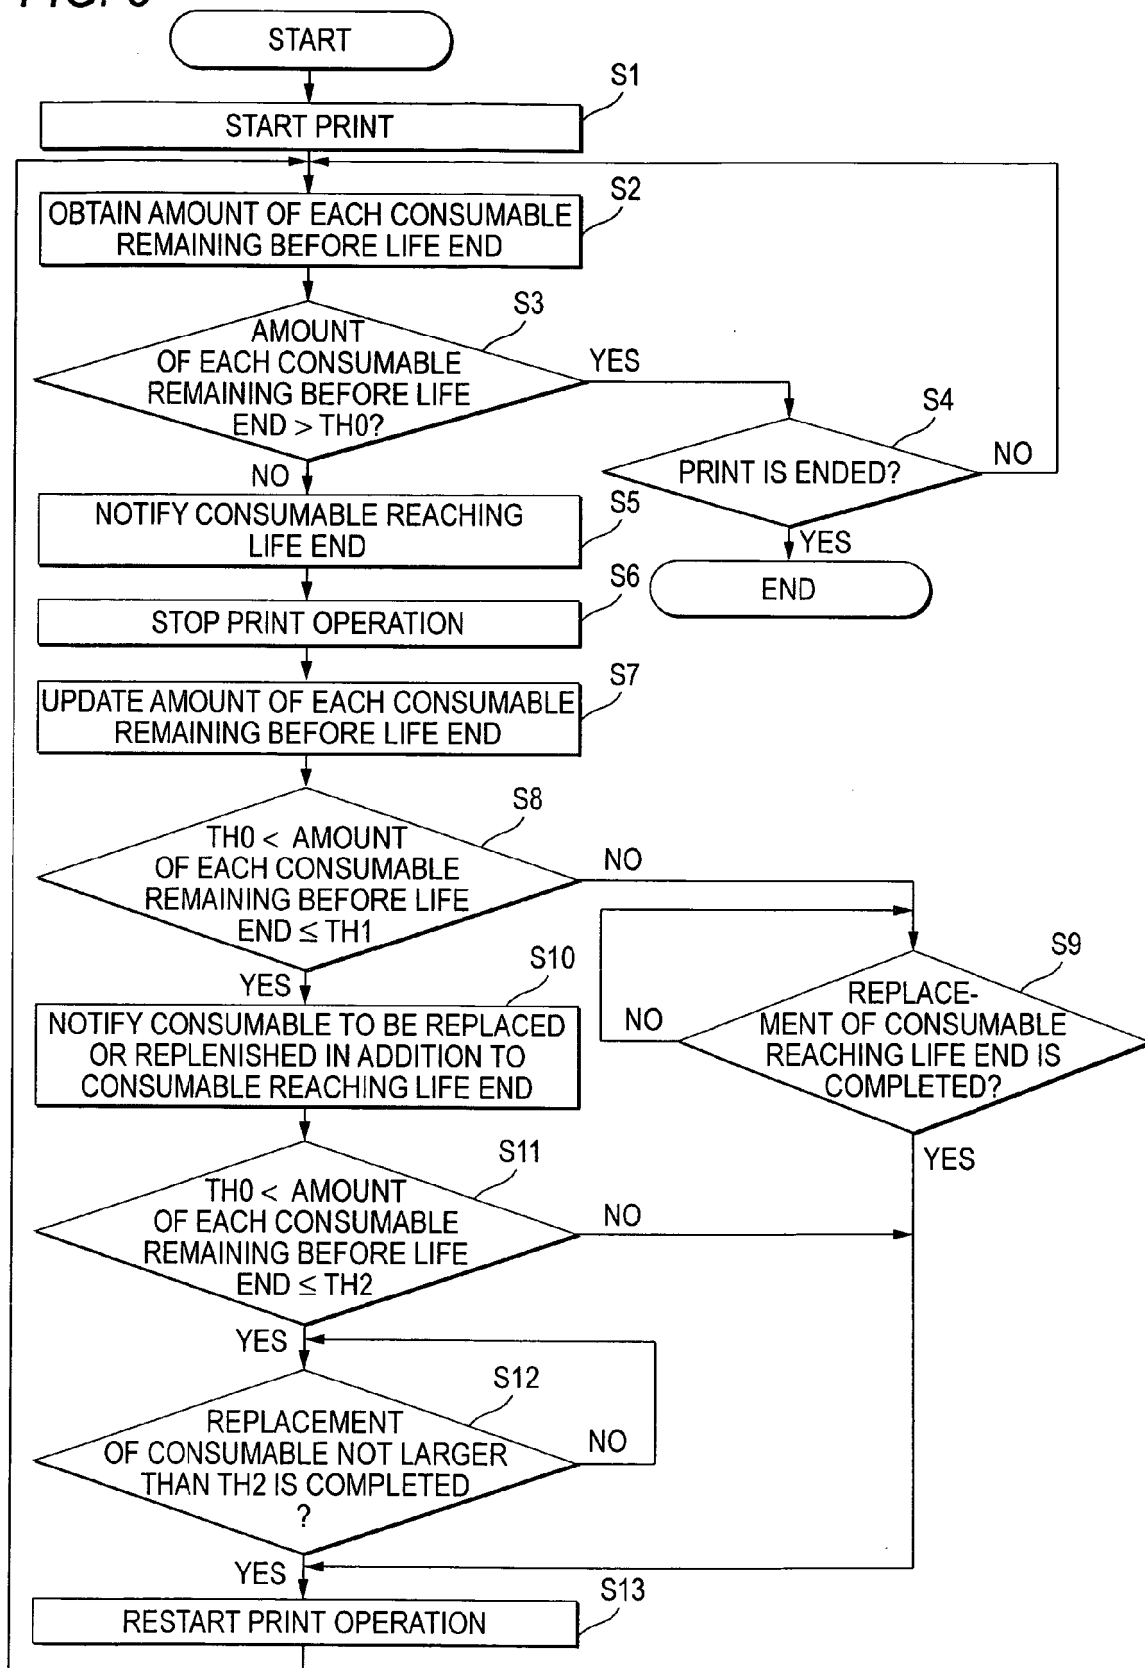 START
S1
START PRINT
S2
OBTAIN AMOUNT OF EACH CONSUMABLE
REMAINING BEFORE LIFE END
S3
AMOUNT
OF EACH CONSUMABLE
REMAINING BEFORE LIFE
END > TH0?
YES
S4
PRINT IS ENDED?
NO
NO
YES
END
S5
NOTIFY CONSUMABLE REACHING
LIFE END
S6
STOP PRINT OPERATION
S7
UPDATE AMOUNT OF EACH CONSUMABLE
REMAINING BEFORE LIFE END
S8
TH0 < AMOUNT
OF EACH CONSUMABLE
REMAINING BEFORE LIFE
END ≤ TH1
NO
YES
S9
REPLACE-
MENT OF CONSUMABLE
REACHING LIFE END IS
COMPLETED?
NO
YES
S10
NOTIFY CONSUMABLE TO BE REPLACED
OR REPLENISHED IN ADDITION TO
CONSUMABLE REACHING LIFE END
S11
TH0 < AMOUNT
OF EACH CONSUMABLE
REMAINING BEFORE LIFE
END ≤ TH2
NO
YES
S12
REPLACEMENT
OF CONSUMABLE NOT LARGER
THAN TH2 IS COMPLETED
?
NO
YES
S13
RESTART PRINT OPERATION